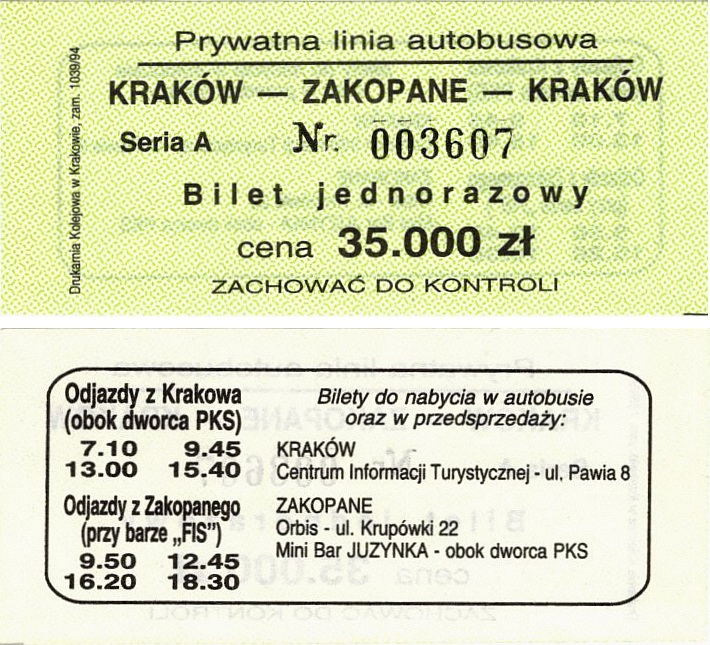 Prywatna linia autobusowa
KRAKÓW — ZAKOPANE — KRAKÓW
Seria A Nr. 003607
Bilet jednorazowy
cena 35.000 zł
ZACHOWAĆ DO KONTROLI
Drukarnia Kolejowa w Krakowie, zam. 1039/94
Odjazdy z Krakowa
(obok dworca PKS)
7.10 9.45
13.00 15.40
Odjazdy z Zakopanego
(przy barze „FIS”)
9.50 12.45
16.20 18.30
Bilety do nabycia w autobusie
oraz w przedsprzedaży:
KRAKÓW
Centrum Informacji Turystycznej - ul. Pawia 8
ZAKOPANE
Orbis - ul. Krupówki 22
Mini Bar JUZYNKA - obok dworca PKS